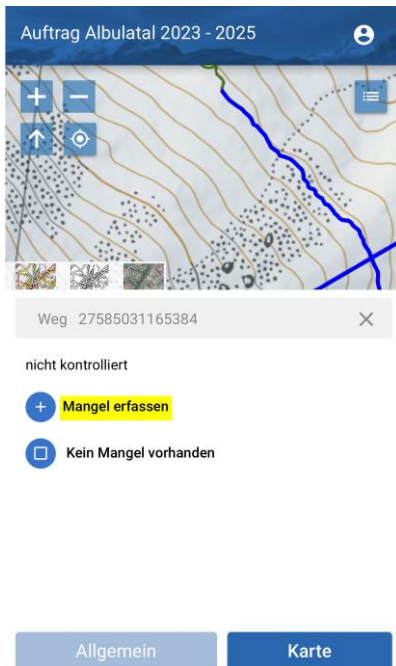 Auftrag Albulatal 2023 - 2025
Weg 27585031165384
nicht kontrolliert
Mangel erfassen
Kein Mangel vorhanden
Allgemein
Karte